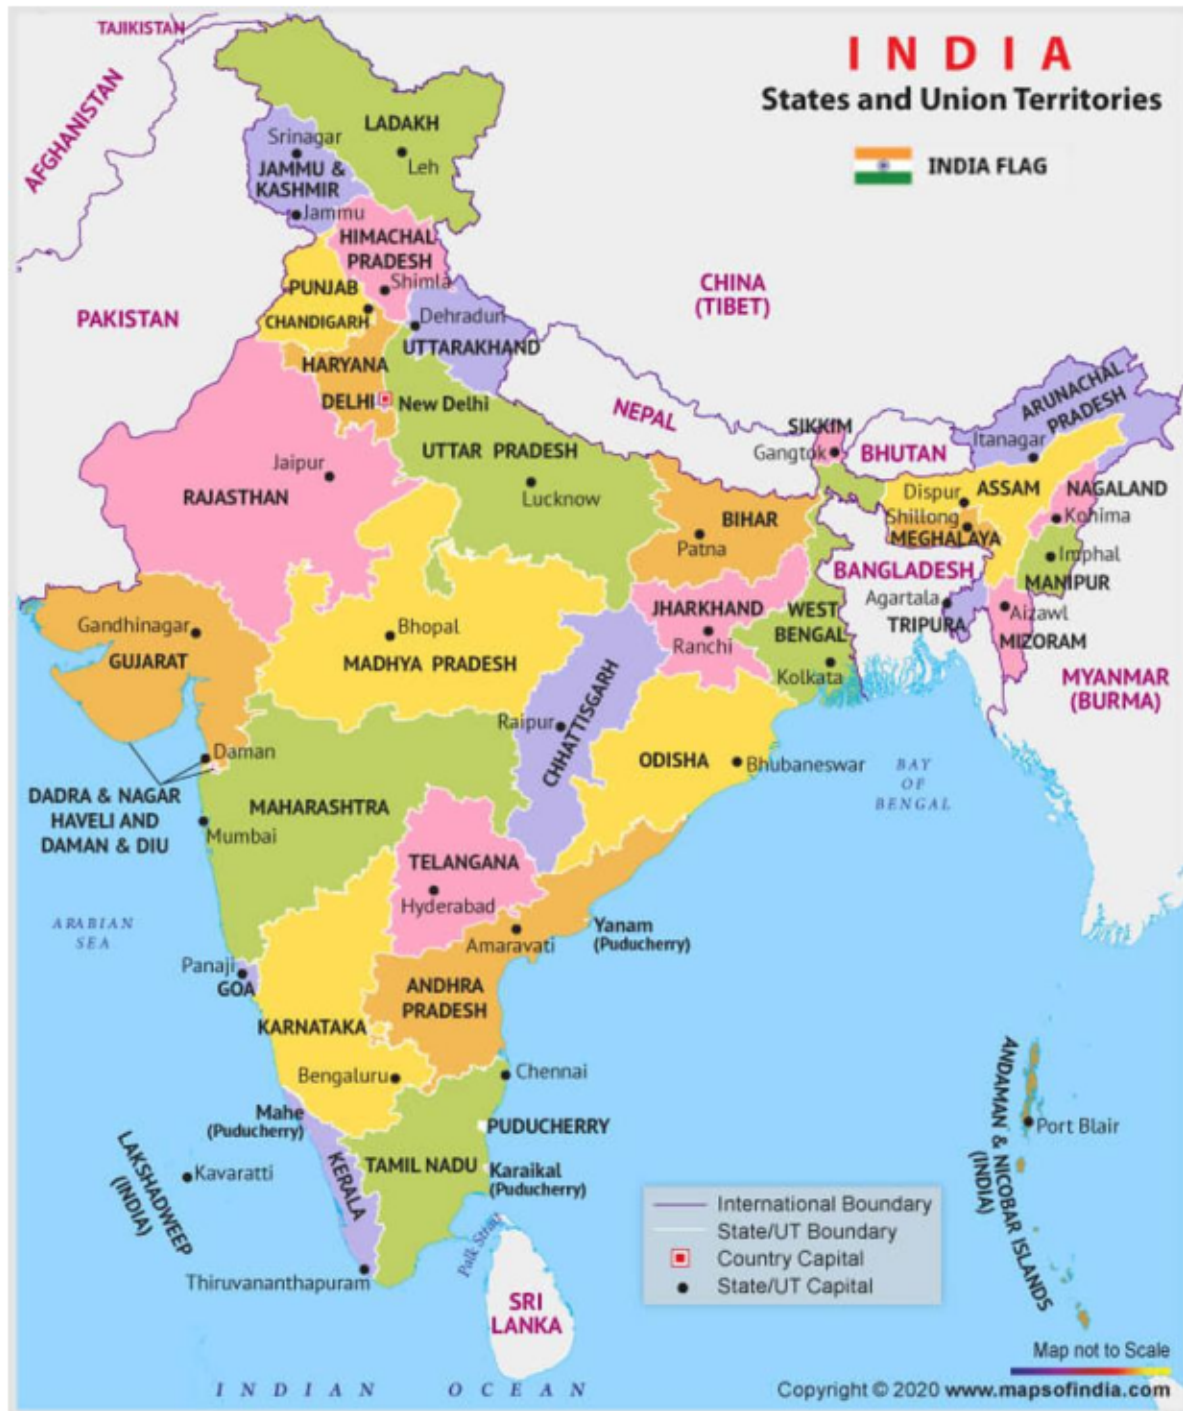 INDIA
States and Union Territories
INDIA FLAG
TAJIKISTAN
AFGHANISTAN
PAKISTAN
CHINA
(TIBET)
NEPAL
BHUTAN
BANGLADESH
MYANMAR
(BURMA)
SRI
LANKA
LADAKH
Leh
Srinagar
JAMMU &
KASHMIR
Jammu
HIMACHAL
PRADESH
Shimla
PUNJAB
CHANDIGARH
Dehradun
UTTARAKHAND
HARYANA
DELHI
New Delhi
UTTAR PRADESH
Lucknow
Jaipur
RAJASTHAN
BIHAR
Patna
SIKKIM
Gangtok
ARUNACHAL
PRADESH
Itanagar
Dispur
ASSAM
NAGALAND
Kohima
Shillong
MEGHALAYA
Imphal
MANIPUR
Agartala
TRIPURA
Aizawl
MIZORAM
Gandhinagar
GUJARAT
Bhopal
MADHYA PRADESH
JHARKHAND
Ranchi
WEST
BENGAL
Kolkata
CHHATTISGARH
Raipur
ODISHA
Bhubaneswar
Daman
DADRA & NAGAR
HAVELI AND
DAMAN & DIU
MAHARASHTRA
Mumbai
TELANGANA
Hyderabad
Yanam
(Puducherry)
Amaravati
ANDHRA
PRADESH
Panaji
GOA
KARNATAKA
Bengaluru
Chennai
Mahe
(Puducherry)
PUDUCHERRY
TAMIL NADU
Karaikal
(Puducherry)
KERALA
Thiruvananthapuram
LAKSHADWEEP
(INDIA)
Kavaratti
ANDAMAN & NICOBAR ISLANDS
(INDIA)
Port Blair
ARABIAN
SEA
BAY
OF
BENGAL
Palk Strait
INDIAN OCEAN
International Boundary
State/UT Boundary
Country Capital
State/UT Capital
Map not to Scale
Copyright © 2020 www.mapsofindia.com